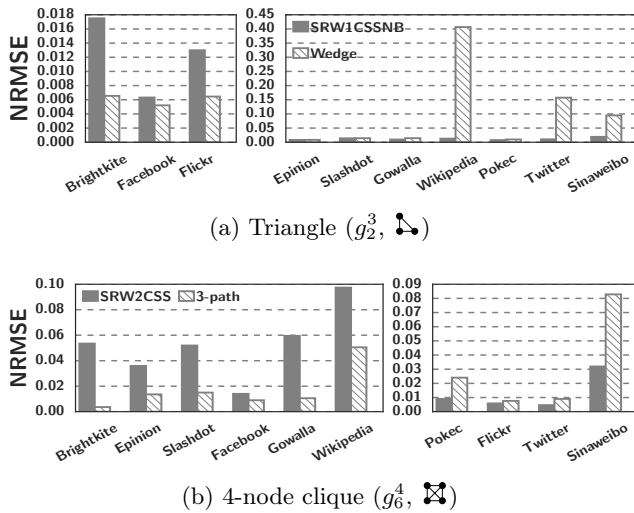 0.018
0.016
0.014
0.012
0.010
0.008
0.006
0.004
0.002
0.000
NRMSE
Brightkite
Facebook
Flickr
0.45
0.40
0.35
0.30
0.25
0.20
0.15
0.10
0.05
0.00
SRW1CSSNB
Wedge
Epinion
Slashdot
Gowalla
Wikipedia
Pokec
Twitter
Sinaweibo
(a) Triangle (g³₂, )
0.10
0.08
0.06
0.04
0.02
0.00
NRMSE
SRW2CSS 3-path
Brightkite
Epinion
Slashdot
Facebook
Gowalla
Wikipedia
0.09
0.08
0.07
0.06
0.05
0.04
0.03
0.02
0.01
0.00
Pokec
Flickr
Twitter
Sinaweibo
(b) 4-node clique (g⁴₆, )